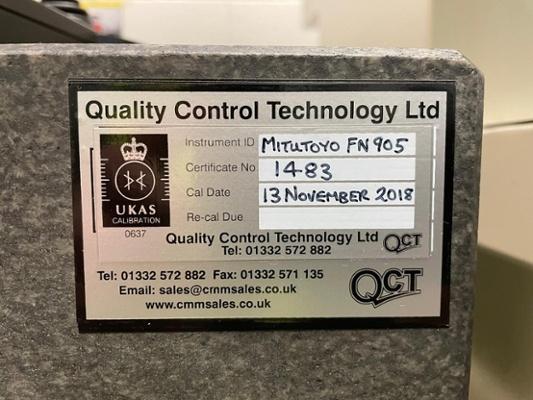 Quality Control Technology Ltd
Instrument ID MITUTOYO FN905
Certificate No 1483
Cal Date 13 NOVEMBER 2018
Re-cal Due
UKAS
CALIBRATION
0637
Quality Control Technology Ltd QCT
Tel: 01332 572 882
Tel: 01332 572 882 Fax: 01332 571 135
Email: sales@cmmsales.co.uk
www.cmmsales.co.uk
QCT